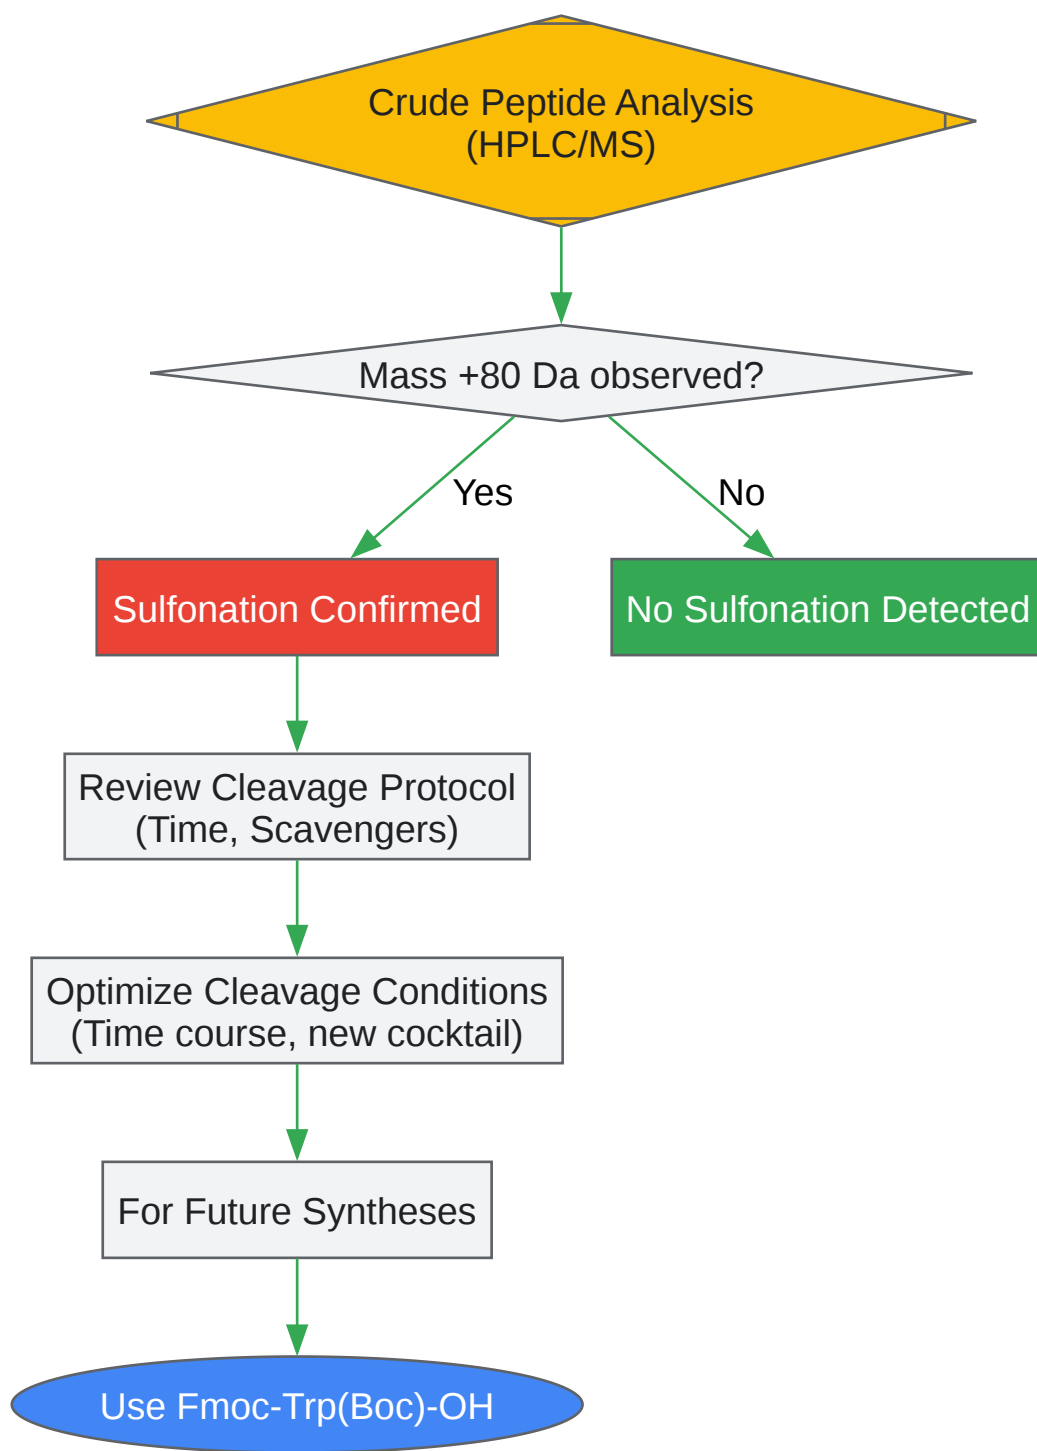 Crude Peptide Analysis
(HPLC/MS)
Mass +80 Da observed?
Yes
No
Sulfonation Confirmed
No Sulfonation Detected
Review Cleavage Protocol
(Time, Scavengers)
Optimize Cleavage Conditions
(Time course, new cocktail)
For Future Syntheses
Use Fmoc-Trp(Boc)-OH